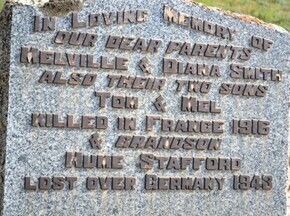 IN LOVING MEMORY OF
OUR DEAR PARENTS
MELVILLE & DIANA SMITH
ALSO THEIR TWO SONS
TOM & MEL
KILLED IN FRANCE 1916
& GRANDSON
HUME STAFFORD
LOST OVER GERMANY 1943